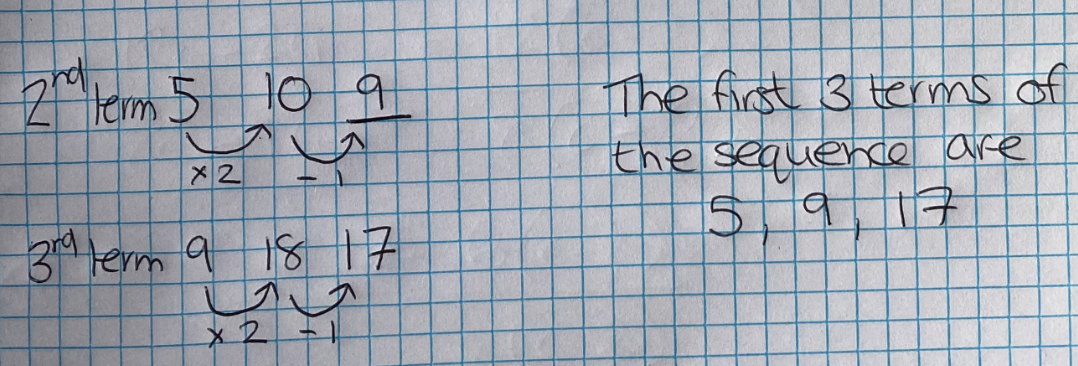 2nd term 5 10 9
×2 -1
3rd term 9 18 17
×2 -1
The first 3 terms of
the sequence are
5, 9, 17